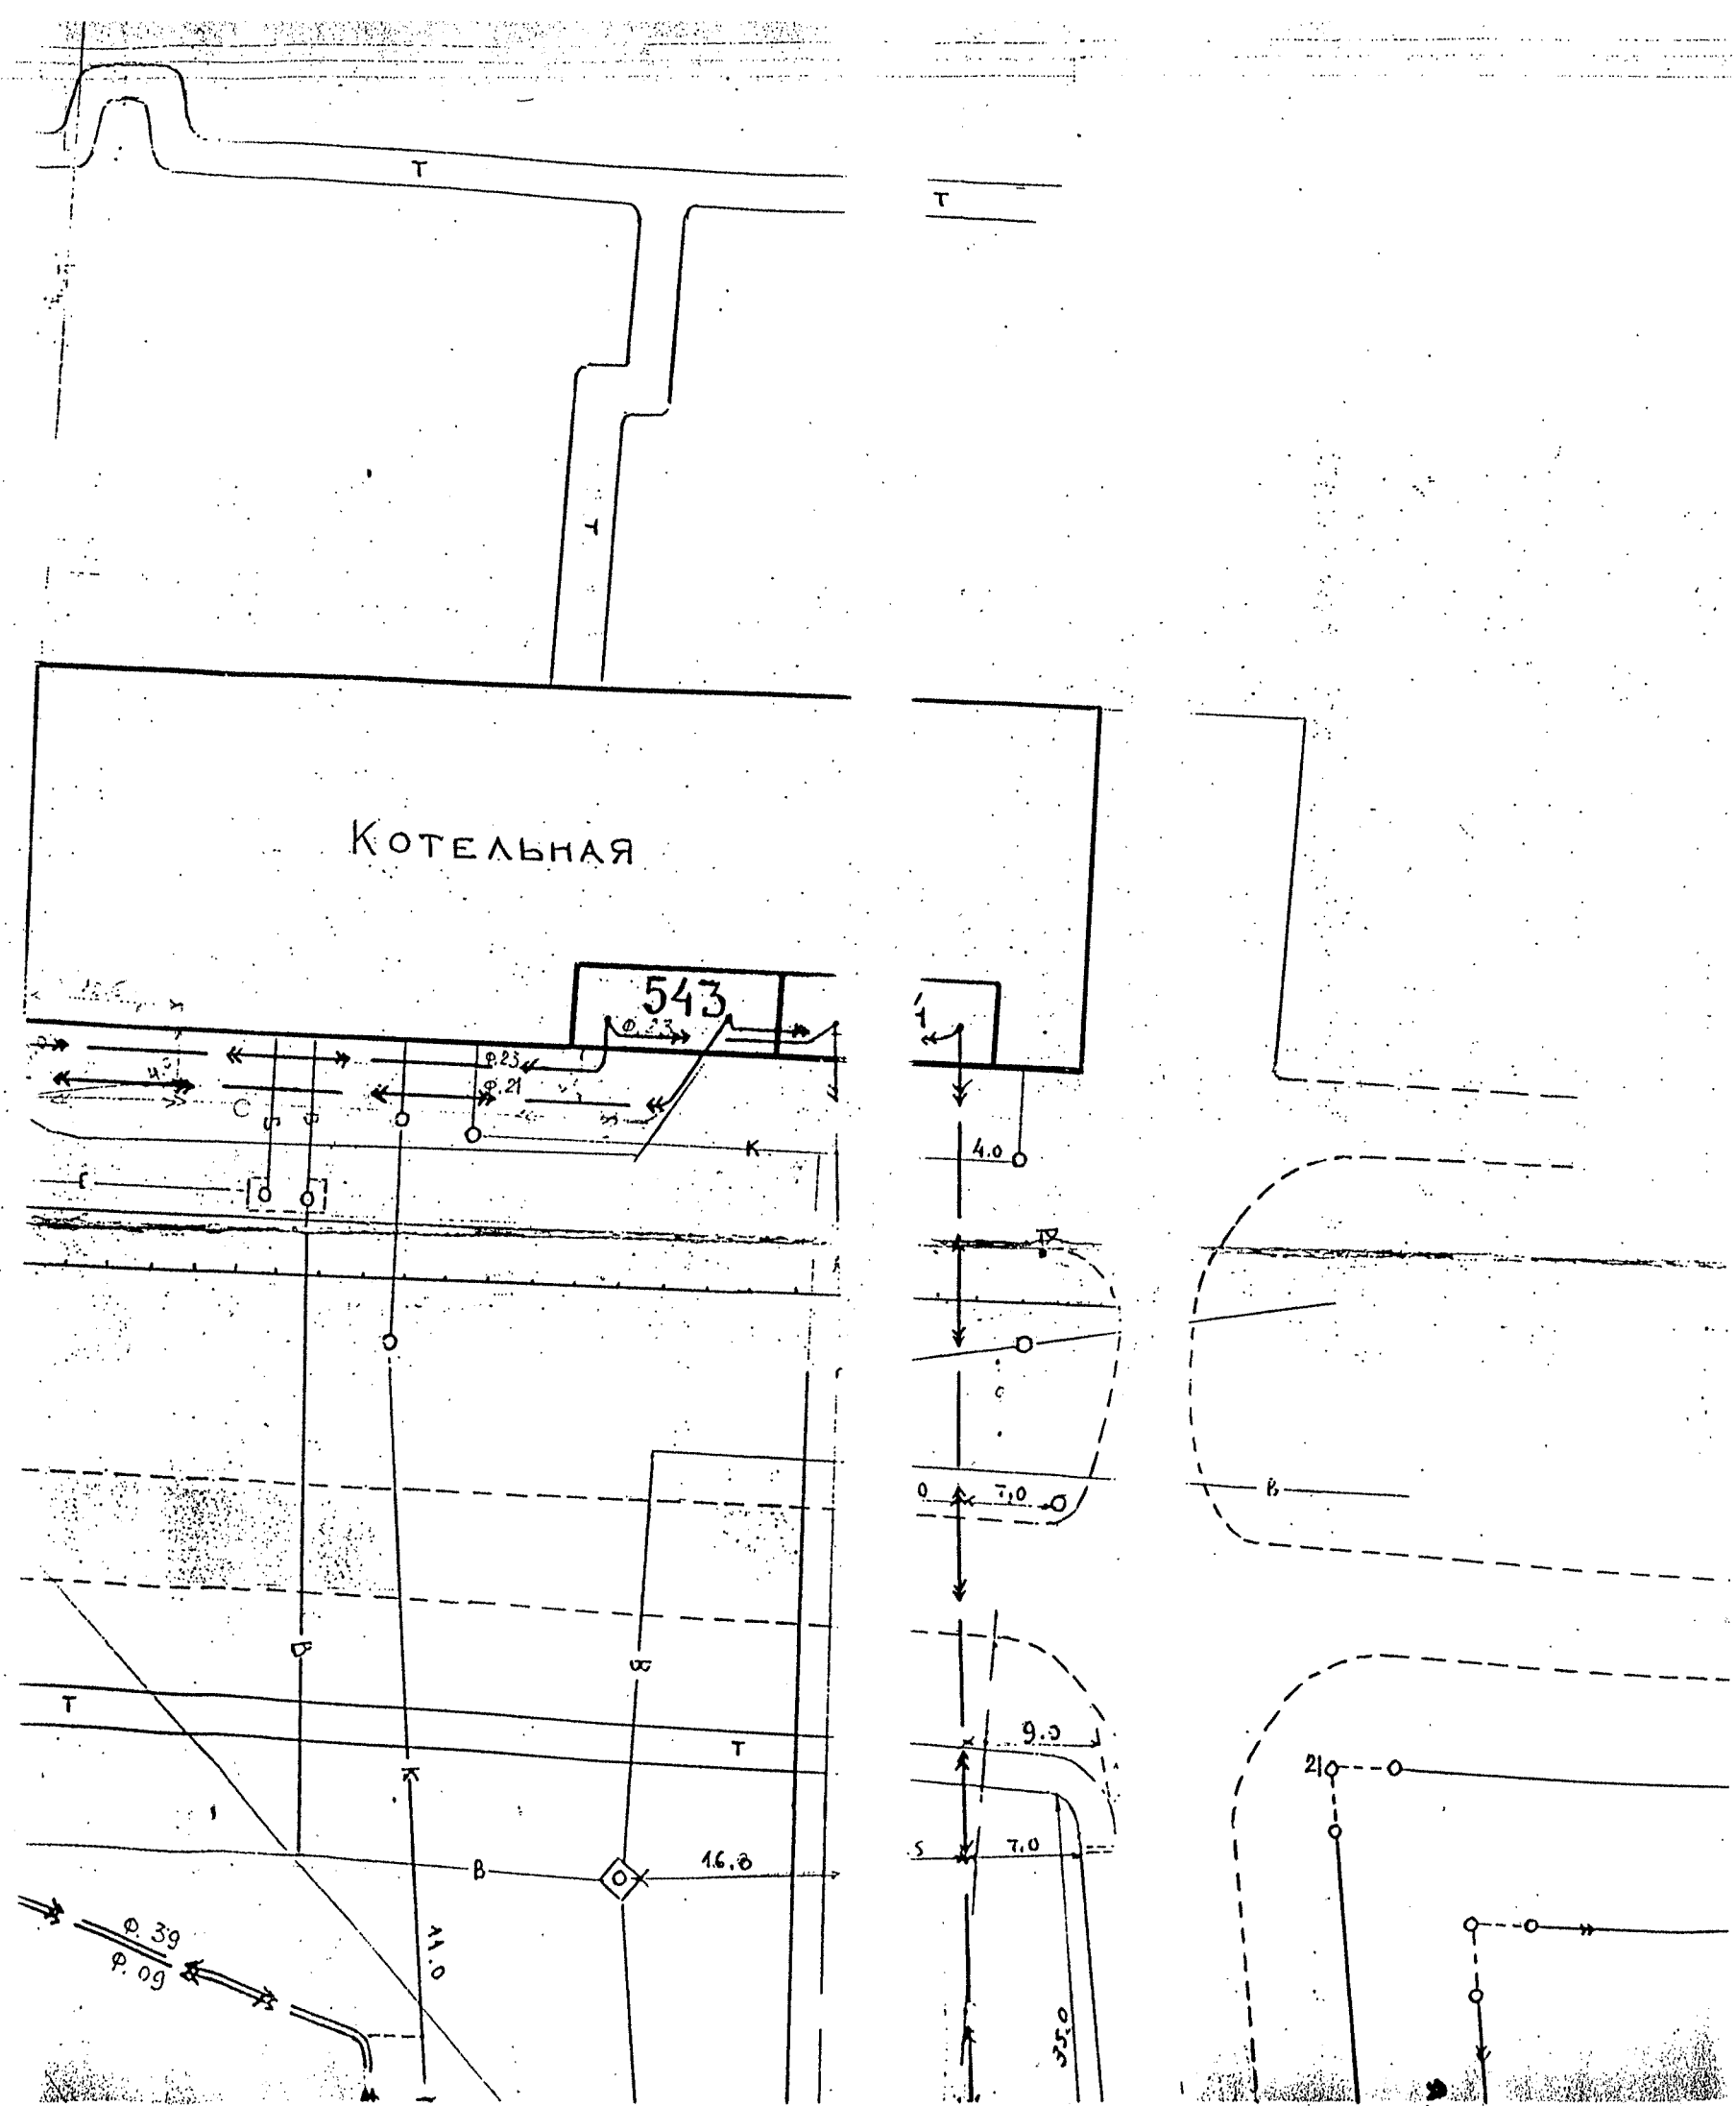 Т
Т
Т
КОТЕЛЬНАЯ
543
Ф.23
Ф.23
Ф.21
С
К
4.0
7,0
В
В
В
Т
Т
9.0
К
21
В
16.8
7.0
Ф. 39
Ф. 09
11.0
35.0